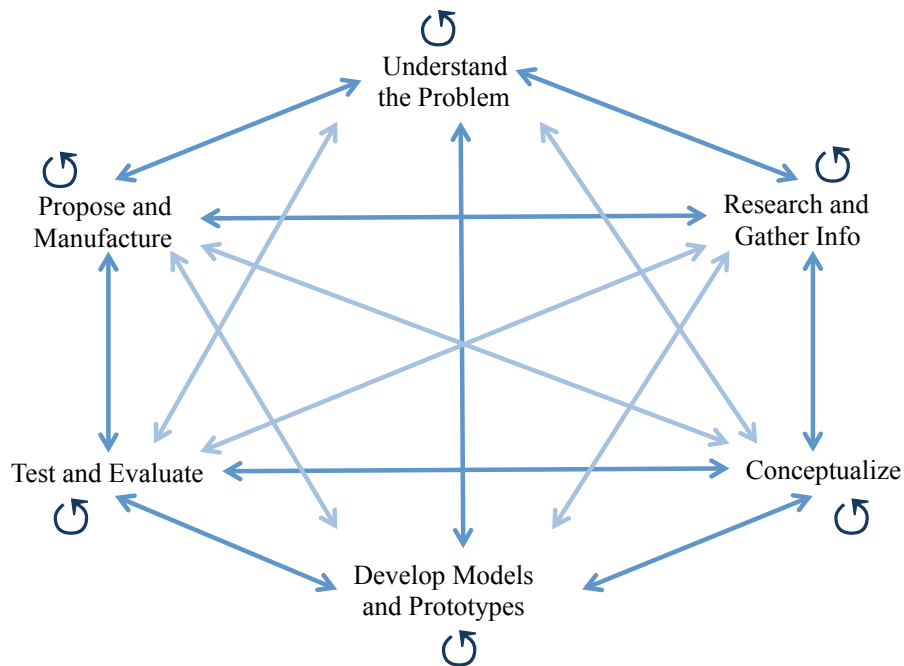 Understand
the Problem
Propose and
Manufacture
Research and
Gather Info
Test and Evaluate
Conceptualize
Develop Models
and Prototypes